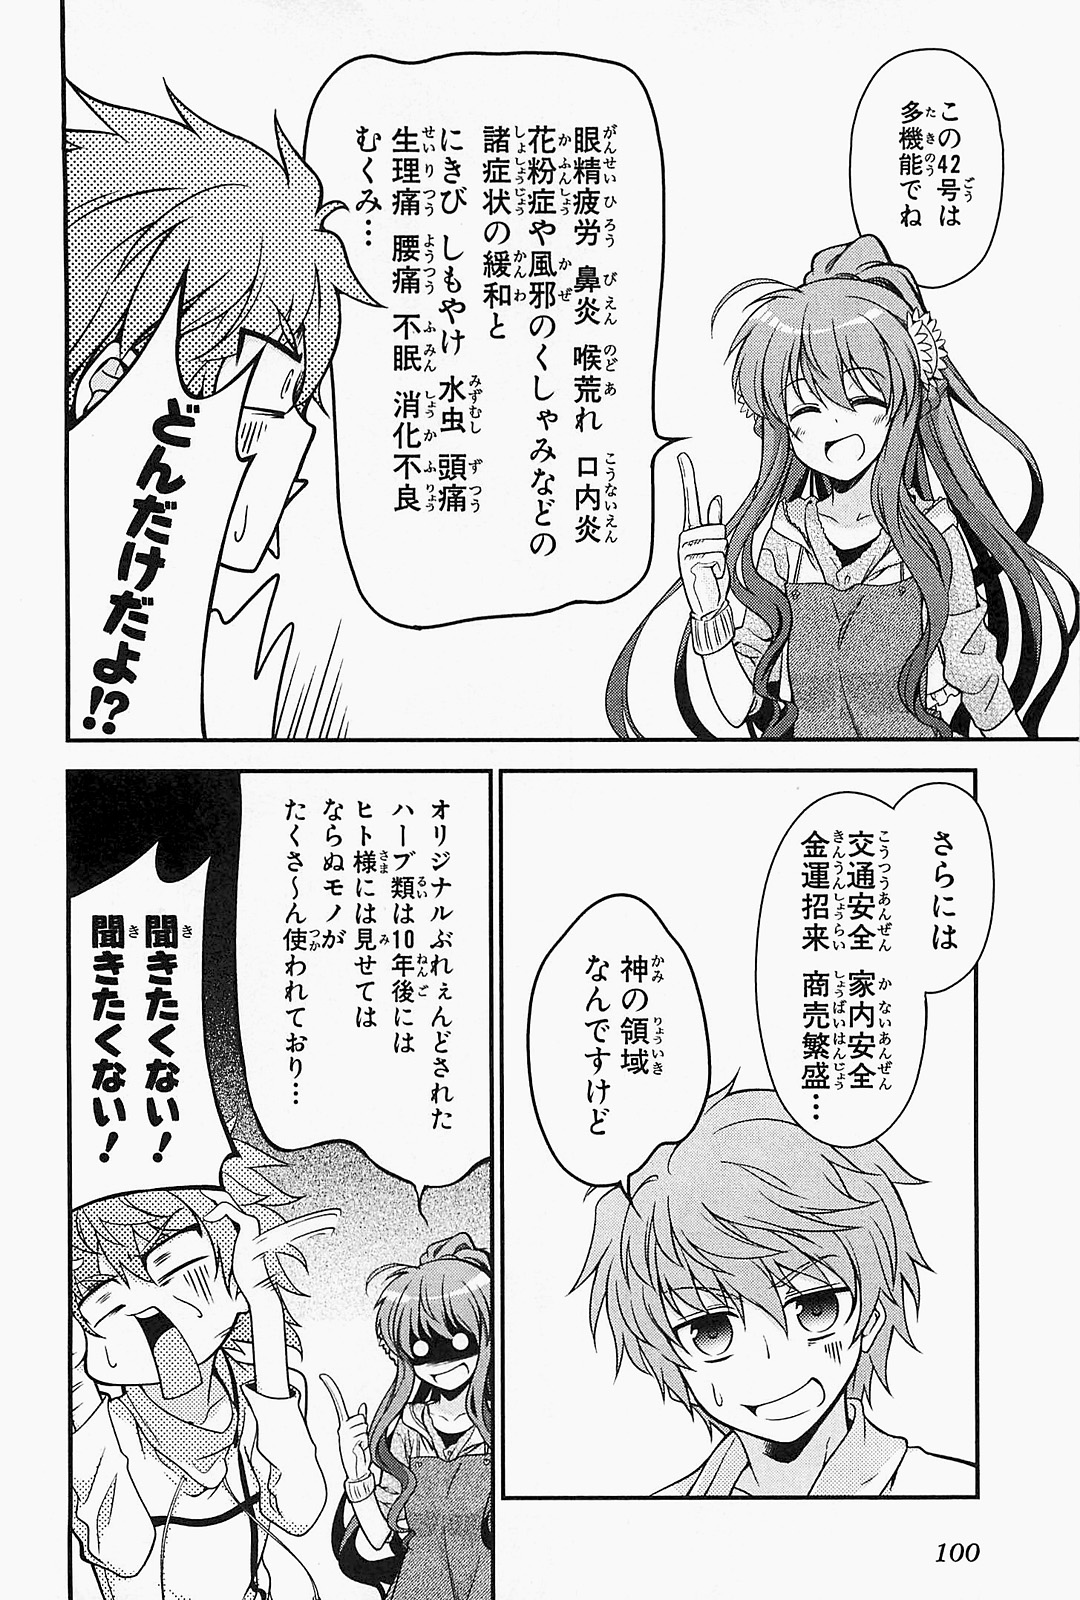 この42号は
多機能でね
眼精疲労 鼻炎 喉荒れ 口内炎
花粉症や風邪のくしゃみなどの
諸症状の緩和と
にきび しもやけ 水虫 頭痛
生理痛 腰痛 不眠 消化不良
むくみ…
どんだけだよ!?
さらには
交通安全 家内安全
金運招来 商売繁盛…
神の領域
なんですけど
オリジナルぶれぇんどされた
ハーブ類は10年後には
ヒト様には見せては
ならぬモノが
たくさ〜ん使われており…
聞きたくない!
聞きたくない!
100